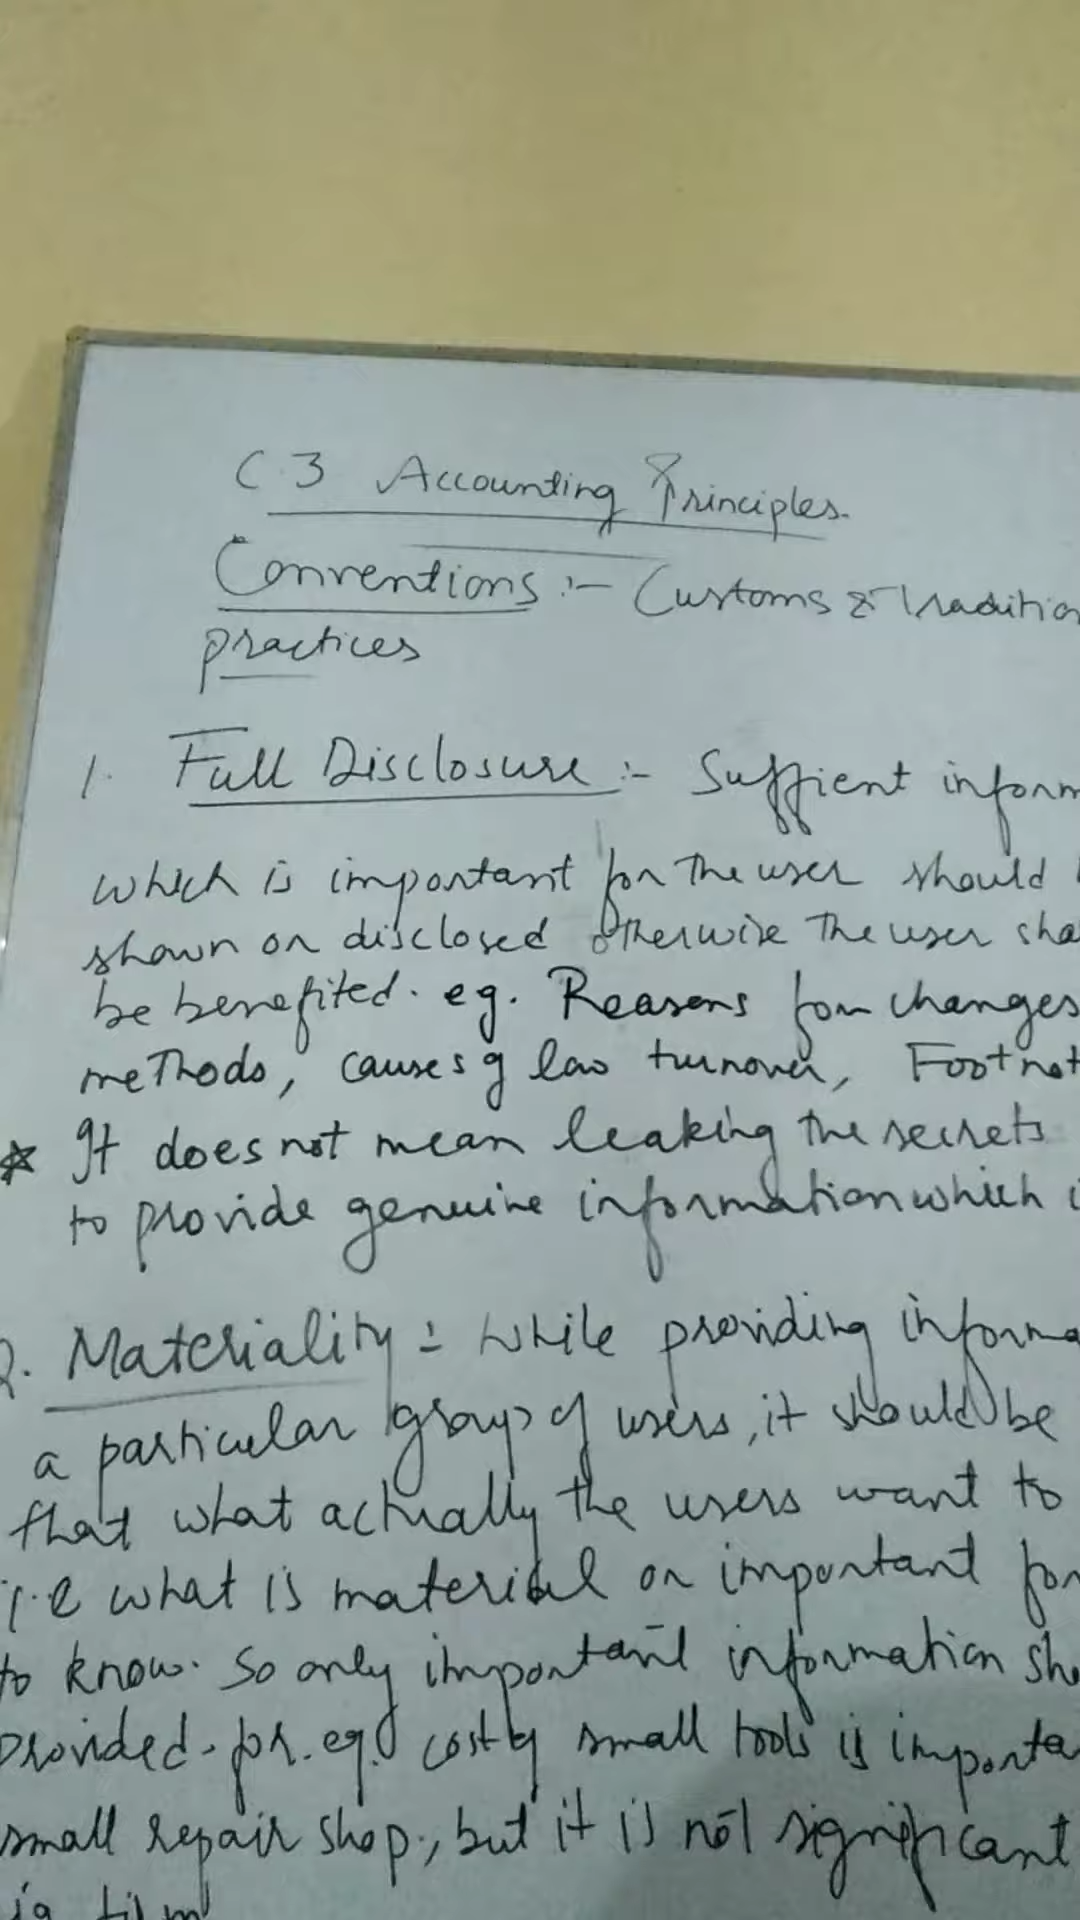 C.3 Accounting Principles.
Conventions :- Customs & Tradition
practices
1. Full Disclosure :- Suffient inform
which is important for the user should
shown or disclosed otherwise the user sha
be benefited. eg. Reasons for changes
methods, causes of low turnover, Footnot
☆ It does not mean leaking the secrets
to provide genuine information which i
2. Materiality :- While providing informa
a particular group of users, it should be
that what actually the users want to
i.e what is material or important for
to know. So only important information sho
provided. for. eg. cost of small tools is importa
small repair shop, but it is not significant